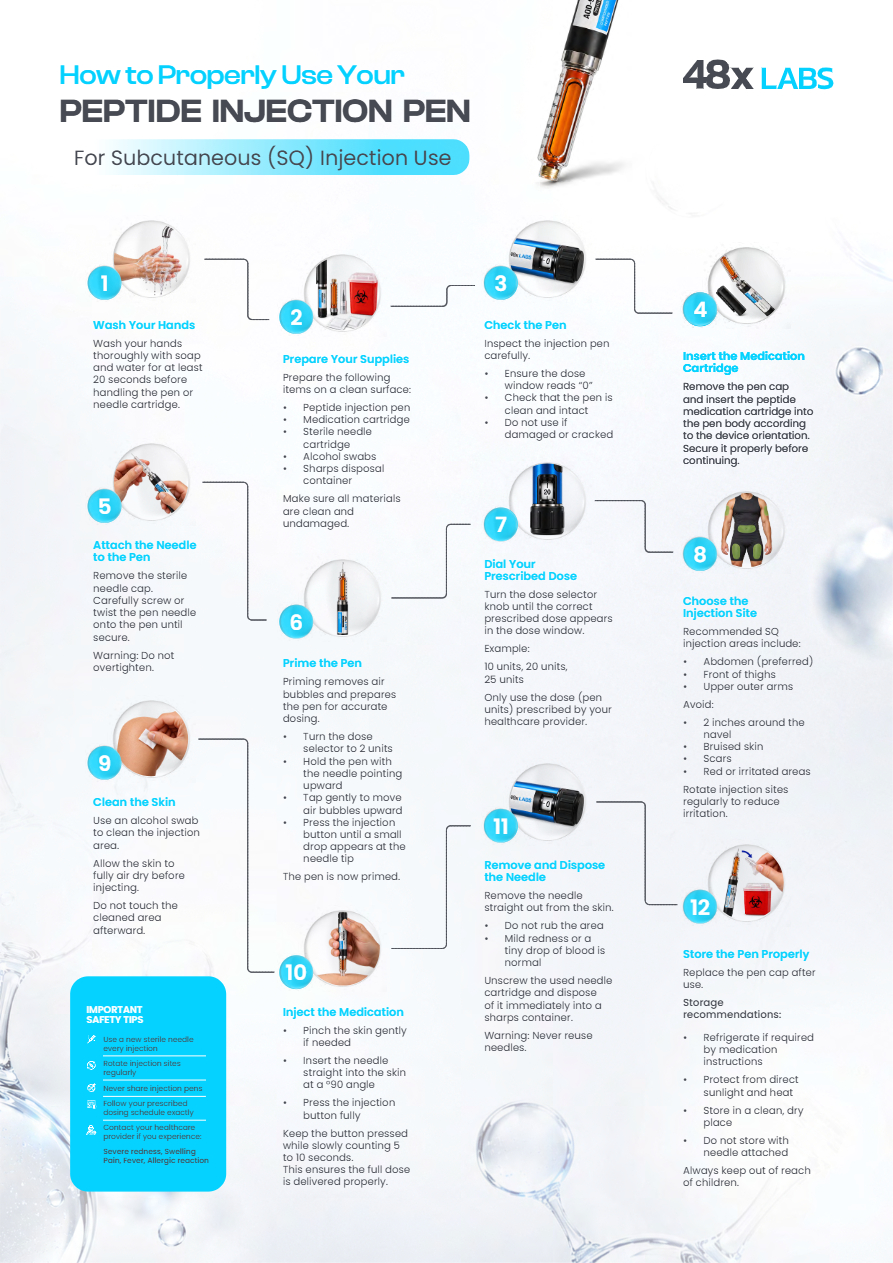 How to Properly Use Your
PEPTIDE INJECTION PEN
For Subcutaneous (SQ) Injection Use
48x LABS
1
Wash Your Hands
Wash your hands
thoroughly with soap
and water for at least
20 seconds before
handling the pen or
needle cartridge.
2
Prepare Your Supplies
Prepare the following
items on a clean surface:
• Peptide injection pen
• Medication cartridge
• Sterile needle
cartridge
• Alcohol swabs
• Sharps disposal
container
Make sure all materials
are clean and
undamaged.
3
Check the Pen
Inspect the injection pen
carefully.
• Ensure the dose
window reads “0”
• Check that the pen is
clean and intact
• Do not use if
damaged or cracked
4
Insert the Medication
Cartridge
Remove the pen cap
and insert the peptide
medication cartridge into
the pen body according
to the device orientation.
Secure it properly before
continuing.
5
Attach the Needle
to the Pen
Remove the sterile
needle cap.
Carefully screw or
twist the pen needle
onto the pen until
secure.
Warning: Do not
overtighten.
6
Prime the Pen
Priming removes air
bubbles and prepares
the pen for accurate
dosing.
• Turn the dose
selector to 2 units
• Hold the pen with
the needle pointing
upward
• Tap gently to move
air bubbles upward
• Press the injection
button until a small
drop appears at the
needle tip
The pen is now primed.
20
7
Dial Your
Prescribed Dose
Turn the dose selector
knob until the correct
prescribed dose appears
in the dose window.
Example:
10 units, 20 units,
25 units
Only use the dose (pen
units) prescribed by your
healthcare provider.
8
Choose the
Injection Site
Recommended SQ
injection areas include:
• Abdomen (preferred)
• Front of thighs
• Upper outer arms
Avoid:
• 2 inches around the
navel
• Bruised skin
• Scars
• Red or irritated areas
Rotate injection sites
regularly to reduce
irritation.
9
Clean the Skin
Use an alcohol swab
to clean the injection
area.
Allow the skin to
fully air dry before
injecting.
Do not touch the
cleaned area
afterward.
10
Inject the Medication
• Pinch the skin gently
if needed
• Insert the needle
straight into the skin
at a °90 angle
• Press the injection
button fully
Keep the button pressed
while slowly counting 5
to 10 seconds.
This ensures the full dose
is delivered properly.
11
Remove and Dispose
the Needle
Remove the needle
straight out from the skin.
• Do not rub the area
• Mild redness or a
tiny drop of blood is
normal
Unscrew the used needle
cartridge and dispose
of it immediately into a
sharps container.
Warning: Never reuse
needles.
12
Store the Pen Properly
Replace the pen cap after
use.
Storage
recommendations:
• Refrigerate if required
by medication
instructions
• Protect from direct
sunlight and heat
• Store in a clean, dry
place
• Do not store with
needle attached
Always keep out of reach
of children.
IMPORTANT
SAFETY TIPS
Use a new sterile needle
every injection
Rotate injection sites
regularly
Never share injection pens
Follow your prescribed
dosing schedule exactly
Contact your healthcare
provider if you experience:
Severe redness, Swelling
Pain, Fever, Allergic reaction